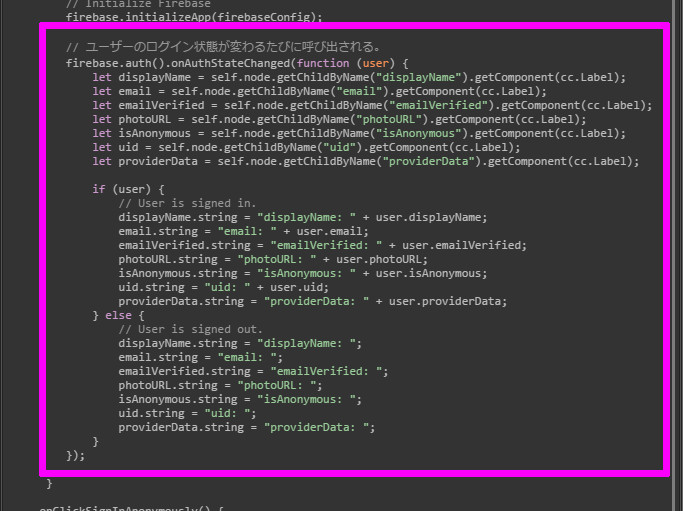 // Initialize Firebase
firebase.initializeApp(firebaseConfig);
// ユーザーのログイン状態が変わるたびに呼び出される。
firebase.auth().onAuthStateChanged(function (user) {
let displayName = self.node.getChildByName("displayName").getComponent(cc.Label);
let email = self.node.getChildByName("email").getComponent(cc.Label);
let emailVerified = self.node.getChildByName("emailVerified").getComponent(cc.Label);
let photoURL = self.node.getChildByName("photoURL").getComponent(cc.Label);
let isAnonymous = self.node.getChildByName("isAnonymous").getComponent(cc.Label);
let uid = self.node.getChildByName("uid").getComponent(cc.Label);
let providerData = self.node.getChildByName("providerData").getComponent(cc.Label);
if (user) {
// User is signed in.
displayName.string = "displayName: " + user.displayName;
email.string = "email: " + user.email;
emailVerified.string = "emailVerified: " + user.emailVerified;
photoURL.string = "photoURL: " + user.photoURL;
isAnonymous.string = "isAnonymous: " + user.isAnonymous;
uid.string = "uid: " + user.uid;
providerData.string = "providerData: " + user.providerData;
} else {
// User is signed out.
displayName.string = "displayName: ";
email.string = "email: ";
emailVerified.string = "emailVerified: ";
photoURL.string = "photoURL: ";
isAnonymous.string = "isAnonymous: ";
uid.string = "uid: ";
providerData.string = "providerData: ";
}
});
}
onClickSignInAnonymously() {